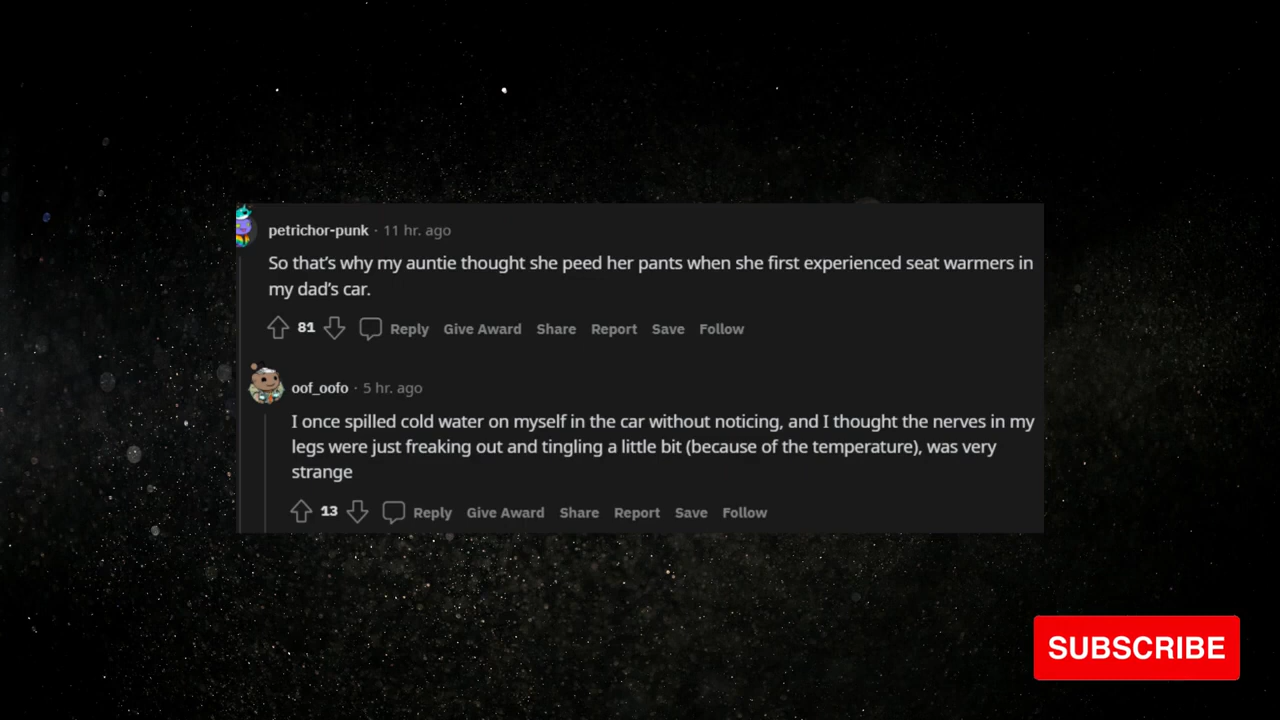 petrichor-punk · 11 hr. ago
So that’s why my auntie thought she peed her pants when she first experienced seat warmers in
my dad’s car.
81 Reply Give Award Share Report Save Follow
oof_oofo · 5 hr. ago
I once spilled cold water on myself in the car without noticing, and I thought the nerves in my
legs were just freaking out and tingling a little bit (because of the temperature), was very
strange
13 Reply Give Award Share Report Save Follow
SUBSCRIBE